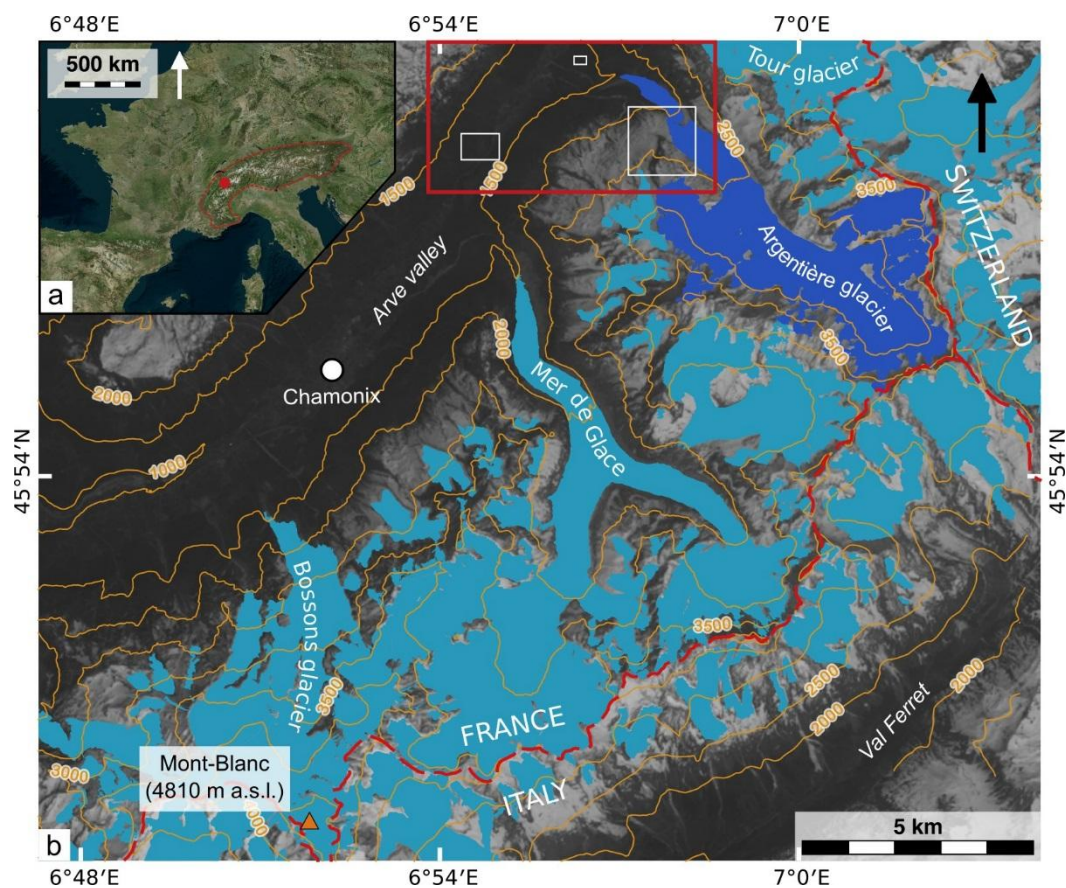 6°48′E
6°54′E
7°0′E
500 km
Tour glacier
2500
1500
1500
3500
SWITZERLAND
a
Arve valley
Argentière glacier
2000
3500
Chamonix
Mer de Glace
2000
45°54′N
1000
45°54′N
Bossons glacier
3500
3500
2500
2000
2000
Val Ferret
FRANCE
Mont-Blanc
(4810 m a.s.l.)
3000
4000
ITALY
5 km
b
6°48′E
6°54′E
7°0′E